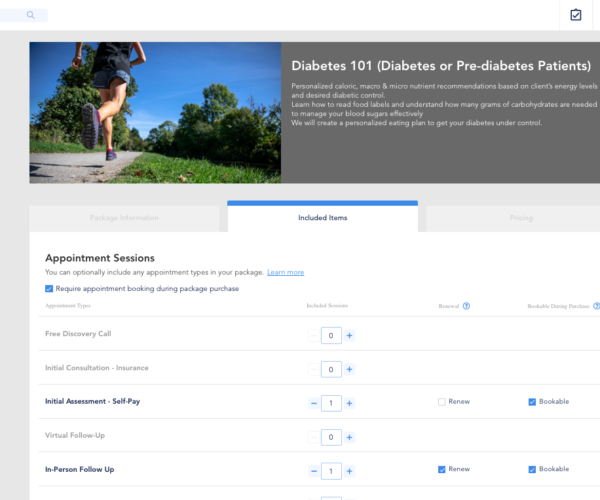 Diabetes 101 (Diabetes or Pre-diabetes Patients)
Personalized caloric, macro & micro nutrient recommendations based on client's energy levels
and desired diabetic control.
Learn how to read food labels and understand how many grams of carbohydrates are needed
to manage your blood sugars effectively
We will create a personalized eating plan to get your diabetes under control.
Package Information
Included Items
Pricing
Appointment Sessions
You can optionally include any appointment types in your package. Learn more
Require appointment booking during package purchase
Appointment Types Included Sessions Renewal ? Bookable During Purchase ?
Free Discovery Call − 0 +
Initial Consultation - Insurance − 0 +
Initial Assessment - Self-Pay − 1 + Renew Bookable
Virtual Follow-Up − 0 +
In-Person Follow Up − 1 + Renew Bookable